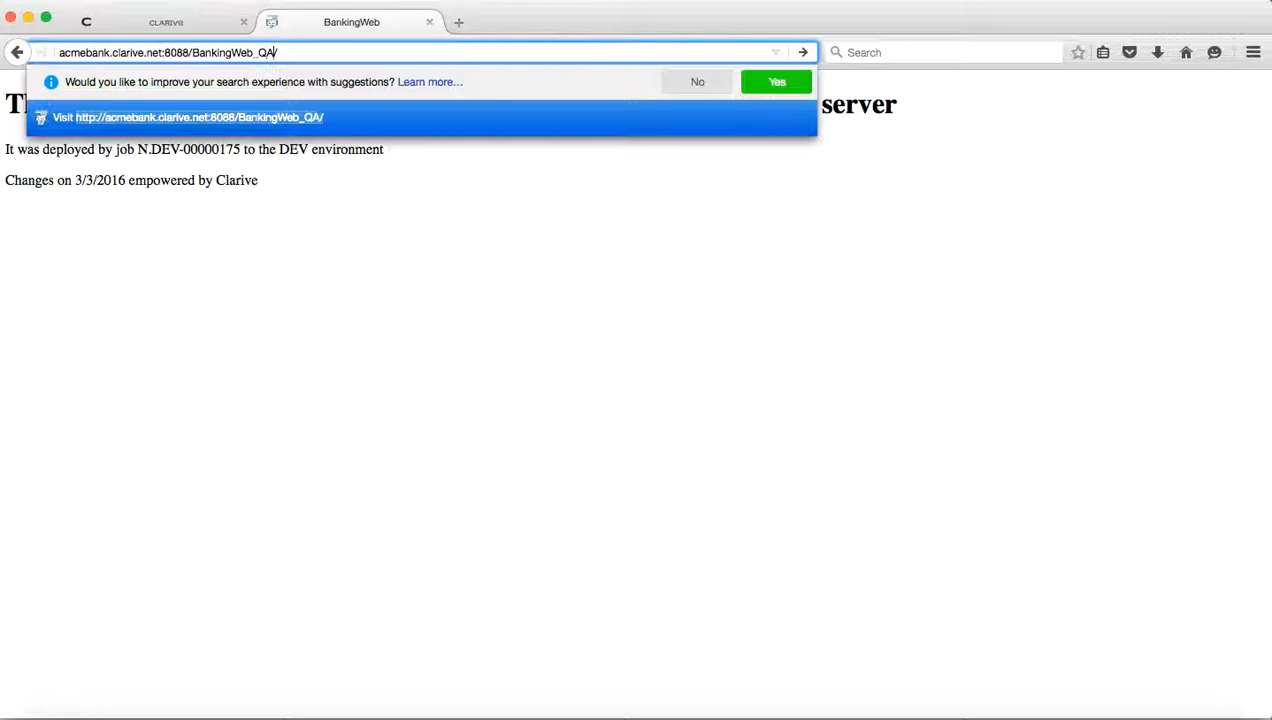 CLARIVE
BankingWeb
acmebank.clarive.net:8088/BankingWeb_QA/
Search
Would you like to improve your search experience with suggestions? Learn more...
No
Yes
Visit http://acmebank.clarive.net:8088/BankingWeb_QA/
server
It was deployed by job N.DEV-00000175 to the DEV environment
Changes on 3/3/2016 empowered by Clarive